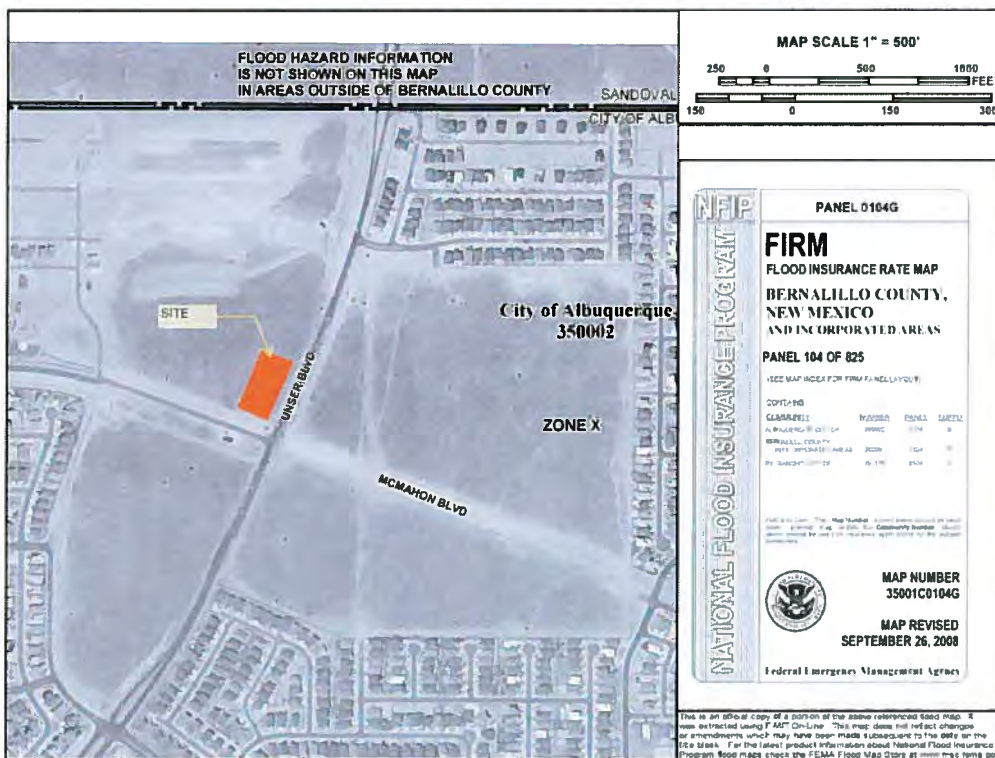 FLOOD HAZARD INFORMATION
IS NOT SHOWN ON THIS MAP
IN AREAS OUTSIDE OF BERNALILLO COUNTY
SANDOVAL
CITY OF ALB
SITE
UNSER BLVD
City of Albuquerque
350002
ZONE X
MCMAHON BLVD
MAP SCALE 1" = 500'
250 0 500 1000
FEE
150 0 150 300
NFIP
NATIONAL FLOOD INSURANCE PROGRAM
PANEL 0104G
FIRM
FLOOD INSURANCE RATE MAP
BERNALILLO COUNTY,
NEW MEXICO
AND INCORPORATED AREAS
PANEL 104 OF 825
(SEE MAP INDEX FOR FIRM PANEL LAYOUT)
CONTAINS
COMMUNITY NUMBER PANEL SUFFIX
MAP NUMBER
35001C0104G
MAP REVISED
SEPTEMBER 26, 2008
Federal Emergency Management Agency
This is an official copy of a portion of the above referenced flood map. It
was extracted using F-MIT On-Line. This map does not reflect changes
or amendments which may have been made subsequent to the date on the
title block. For the latest product information about National Flood Insurance
Program flood maps check the FEMA Flood Map Store at